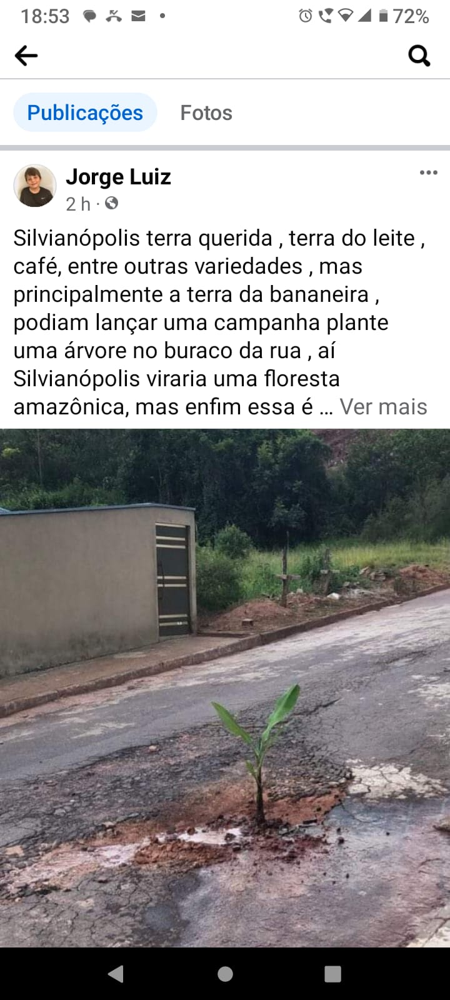 18:53
72%
Publicações Fotos
Jorge Luiz
2 h ·
Silvianópolis terra querida , terra do leite ,
café, entre outras variedades , mas
principalmente a terra da bananeira ,
podiam lançar uma campanha plante
uma árvore no buraco da rua , aí
Silvianópolis viraria uma floresta
amazônica, mas enfim essa é ... Ver mais